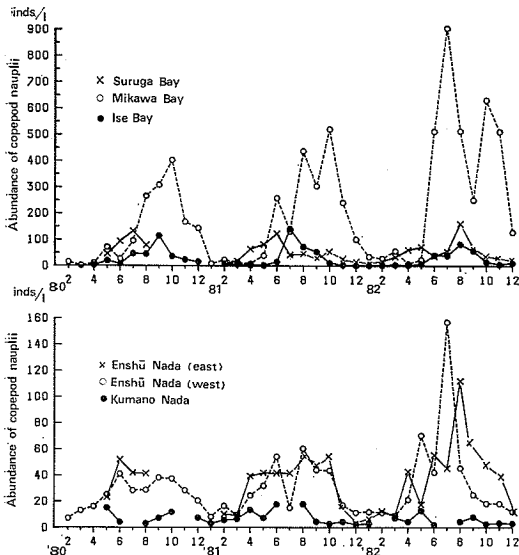 inds/l
Abundance of copepod nauplii
900
800
700
600
500
400
300
200
100
0
× Suruga Bay
○ Mikawa Bay
● Ise Bay
2 4 6 8 10 12 2 4 6 8 10 12 2 4 6 8 10 12
'80 '81 '82
inds/l
Abundance of copepod nauplii
160
140
120
100
80
60
40
20
0
× Enshū Nada (east)
○ Enshū Nada (west)
● Kumano Nada
2 4 6 8 10 12 2 4 6 8 10 12 2 4 6 8 10 12
'80 '81 '82